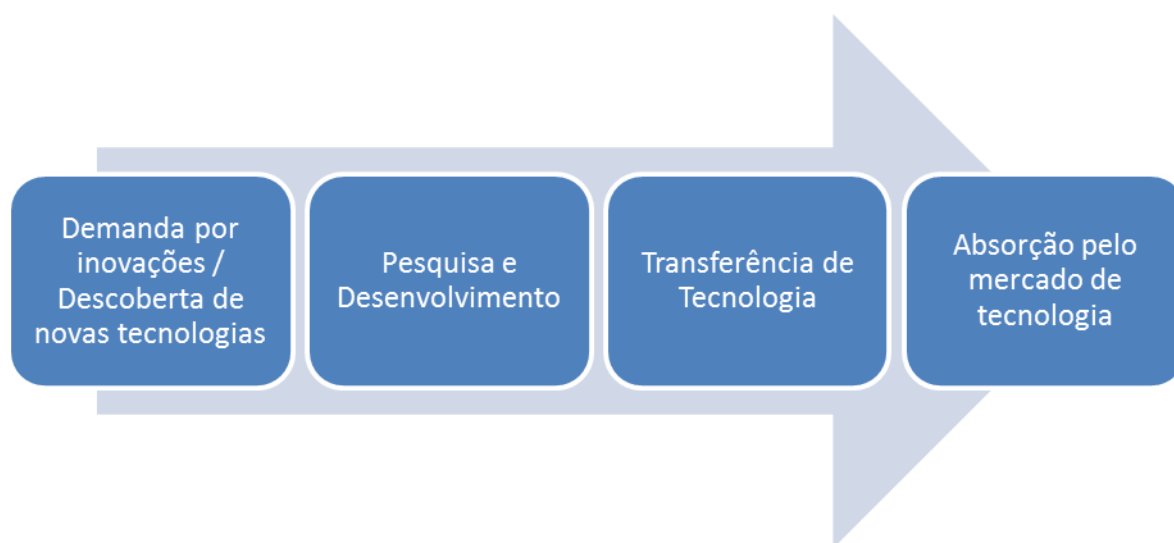 Demanda por
inovações /
Descoberta de
novas tecnologias
Pesquisa e
Desenvolvimento
Transferência de
Tecnologia
Absorção pelo
mercado de
tecnologia